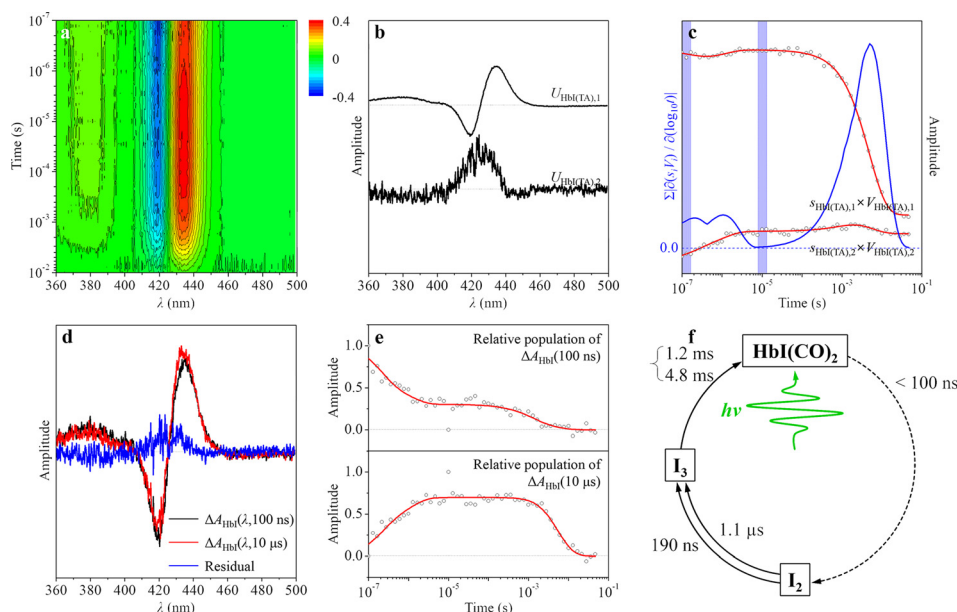 a
10⁻⁷
10⁻⁶
10⁻⁵
10⁻⁴
10⁻³
10⁻²
Time (s)
360 380 400 420 440 460 480 500
λ (nm)
0.4
0.2
0
-0.2
-0.4
b
U_HbI(TA),1
U_HbI(TA),2
Amplitude
360 380 400 420 440 460 480 500
λ (nm)
c
Σ|∂(sᵢVᵢ) / ∂(log₁₀t)|
0.0
Amplitude
s_HbI(TA),1×V_HbI(TA),1
s_HbI(TA),2×V_HbI(TA),2
10⁻⁷ 10⁻⁵ 10⁻³ 10⁻¹
Time (s)
d
Amplitude
ΔA_HbI(λ,100 ns)
ΔA_HbI(λ,10 μs)
Residual
360 380 400 420 440 460 480 500
λ (nm)
e
Relative population of
ΔA_HbI(100 ns)
1.0
0.5
0.0
Amplitude
Relative population of
ΔA_HbI(10 μs)
1.0
0.5
0.0
Amplitude
10⁻⁷ 10⁻⁵ 10⁻³ 10⁻¹
Time (s)
f
HbI(CO)₂
1.2 ms
4.8 ms
< 100 ns
hν
I₃
1.1 μs
190 ns
I₂